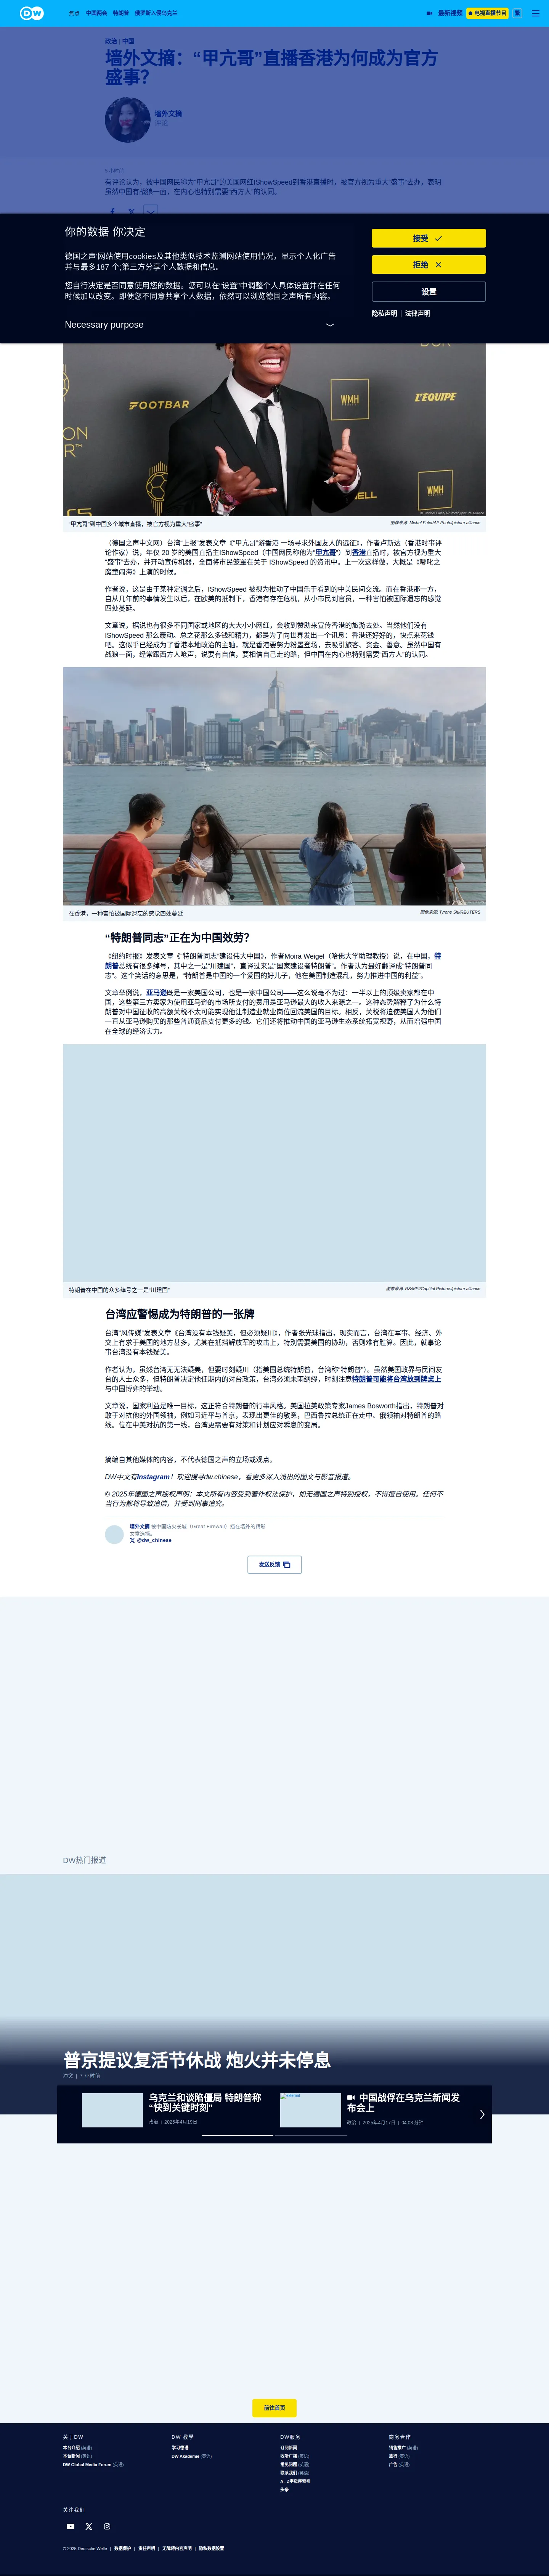 DW
焦点 中国两会 特朗普 俄罗斯入侵乌克兰
最新视频 电视直播节目 繁
政治 | 中国
墙外文摘：“甲亢哥”直播香港为何成为官方
盛事？
墙外文摘
评论
有评论认为，被中国网民称为“甲亢哥”的美国网红IShowSpeed到香港直播时，被官方视为重大“盛事”去办，表明
虽然中国有战狼一面，在内心也特别需要“西方人”的认同。
你的数据 你决定
德国之声'网站使用cookies及其他类似技术监测网站使用情况，显示个性化广告
并与最多187 个;第三方分享个人数据和信息。
您自行决定是否同意使用您的数据。您可以在“设置”中调整个人具体设置并在任何
时候加以改变。即便您不同意共享个人数据，依然可以浏览德国之声所有内容。
Necessary purpose
接受
拒绝
设置
隐私声明 | 法律声明
FOOTBAR
WMH
L'EQUIPE
ION
WMH
“甲亢哥”到中国多个城市直播，被官方视为重大“盛事”
图像来源: Michel Euler/AP Photo/picture alliance
（德国之声中文网）台湾“上报”发表文章《“甲亢哥”游香港 一场寻求外国友人的远征》，作者卢斯达（香港时事评
论作家）说，年仅 20 岁的美国直播主IShowSpeed（中国网民称他为“甲亢哥”）到香港直播时，被官方视为重大
“盛事”去办，并开动宣传机器，全面将市民笼罩在关于 IShowSpeed 的资讯中。上一次这样做，大概是《哪吒之
魔童闹海》上演的时候。
作者说，这是由于某种定调之后，IShowSpeed 被视为推动了中国乐于看到的中美民间交流。而在香港那一方，
自从几年前的事情发生以后，在欧美的抵制下，香港有存在危机，从小市民到官员，一种害怕被国际遗忘的感觉
四处蔓延。
文章说，据说也有很多不同国家或地区的大大小小网红，会收到赞助来宣传香港的旅游去处。当然他们没有
IShowSpeed 那么轰动。总之花那么多钱和精力，都是为了向世界发出一个讯息：香港还好好的，快点来花钱
吧。这似乎已经成为了香港本地政治的主轴，就是香港要努力粉墨登场，去吸引旅客、资金、善意。虽然中国有
战狼一面，经常跟西方人呛声，说要有自信，要相信自己走的路，但中国在内心也特别需要“西方人”的认同。
在香港，一种害怕被国际遗忘的感觉四处蔓延
图像来源: Tyrone Siu/REUTERS
“特朗普同志”正在为中国效劳？
《纽约时报》发表文章《“特朗普同志”建设伟大中国》，作者Moira Weigel（哈佛大学助理教授）说，在中国，特
朗普总统有很多绰号，其中之一是“川建国”，直译过来是“国家建设者特朗普”。作者认为最好翻译成“特朗普同
志”。这个笑话的意思是，“特朗普是中国的一个爱国的好儿子，他在美国制造混乱，努力推进中国的利益”。
文章举例说，亚马逊既是一家美国公司，也是一家中国公司——这么说毫不为过：一半以上的顶级卖家都在中
国，这些第三方卖家为使用亚马逊的市场所支付的费用是亚马逊最大的收入来源之一。这种态势解释了为什么特
朗普对中国征收的高额关税不太可能实现他让制造业就业岗位回流美国的目标。相反，关税将迫使美国人为他们
一直从亚马逊购买的那些普通商品支付更多的钱。它们还将推动中国的亚马逊生态系统拓宽视野，从而增强中国
在全球的经济实力。
特朗普在中国的众多绰号之一是“川建国”
图像来源: RS/MPI/Capital Pictures/picture alliance
台湾应警惕成为特朗普的一张牌
台湾“风传媒”发表文章《台湾没有本钱疑美，但必须疑川》，作者张光球指出，现实而言，台湾在军事、经济、外
交上有求于美国的地方甚多，尤其在抵挡解放军的攻击上，特别需要美国的协助，否则难有胜算。因此，就事论
事台湾没有本钱疑美。
作者认为，虽然台湾无无法疑美，但要时刻疑川（指美国总统特朗普，台湾称“特朗普”）。虽然美国政界与民间友
台的人士众多，但特朗普决定他任期内的对台政策，台湾必须未雨绸缪，时刻注意特朗普可能将台湾放到牌桌上
与中国博弈的举动。
文章说，国家利益是唯一目标，这正符合特朗普的行事风格。美国拉美政策专家James Bosworth指出，特朗普对
敢于对抗他的外国领袖，例如习近平与普京，表现出更佳的敬意，巴西鲁拉总统正在走中、俄领袖对特朗普的路
线。位在中美对抗的第一线，台湾更需要有对策和计划应对瞬息的变局。
摘编自其他媒体的内容，不代表德国之声的立场或观点。
DW中文有Instagram！欢迎搜寻dw.chinese，看更多深入浅出的图文与影音报道。
© 2025年德国之声版权声明：本文所有内容受到著作权法保护，如无德国之声特别授权，不得擅自使用。任何不
当行为都将导致追偿，并受到刑事追究。
墙外文摘 被中国防火长城（Great Firewall）挡在墙外的精彩
文章选摘。
@dw_chinese
发送反馈
DW热门报道
普京提议复活节休战 炮火并未停息
冲突 | 7 小时前
乌克兰和谈陷僵局 特朗普称
“快到关键时刻”
政治 | 2025年4月19日
中国战俘在乌克兰新闻发
布会上
政治 | 2025年4月17日 | 04:06 分钟
前往首页
关于DW
本台介绍 (英语)
本台新闻 (英语)
DW Global Media Forum (英语)
DW 教學
学习德语
DW Akademie (英语)
DW服务
订阅新闻
收听广播 (英语)
常见问题 (英语)
联系我们 (英语)
A - Z字母序索引
头条
商务合作
销售推广 (英语)
旅行 (英语)
广告 (英语)
关注我们
© 2025 Deutsche Welle | 数据保护 | 责任声明 | 无障碍内容声明 | 隐私数据设置